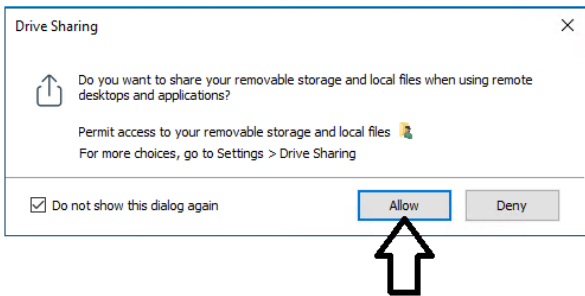 Drive Sharing
Do you want to share your removable storage and local files when using remote
desktops and applications?
Permit access to your removable storage and local files
For more choices, go to Settings > Drive Sharing
Do not show this dialog again
Allow
Deny